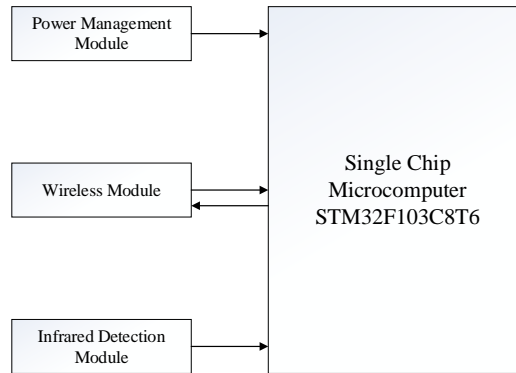 Power Management
Module
Wireless Module
Single Chip
Microcomputer
STM32F103C8T6
Infrared Detection
Module